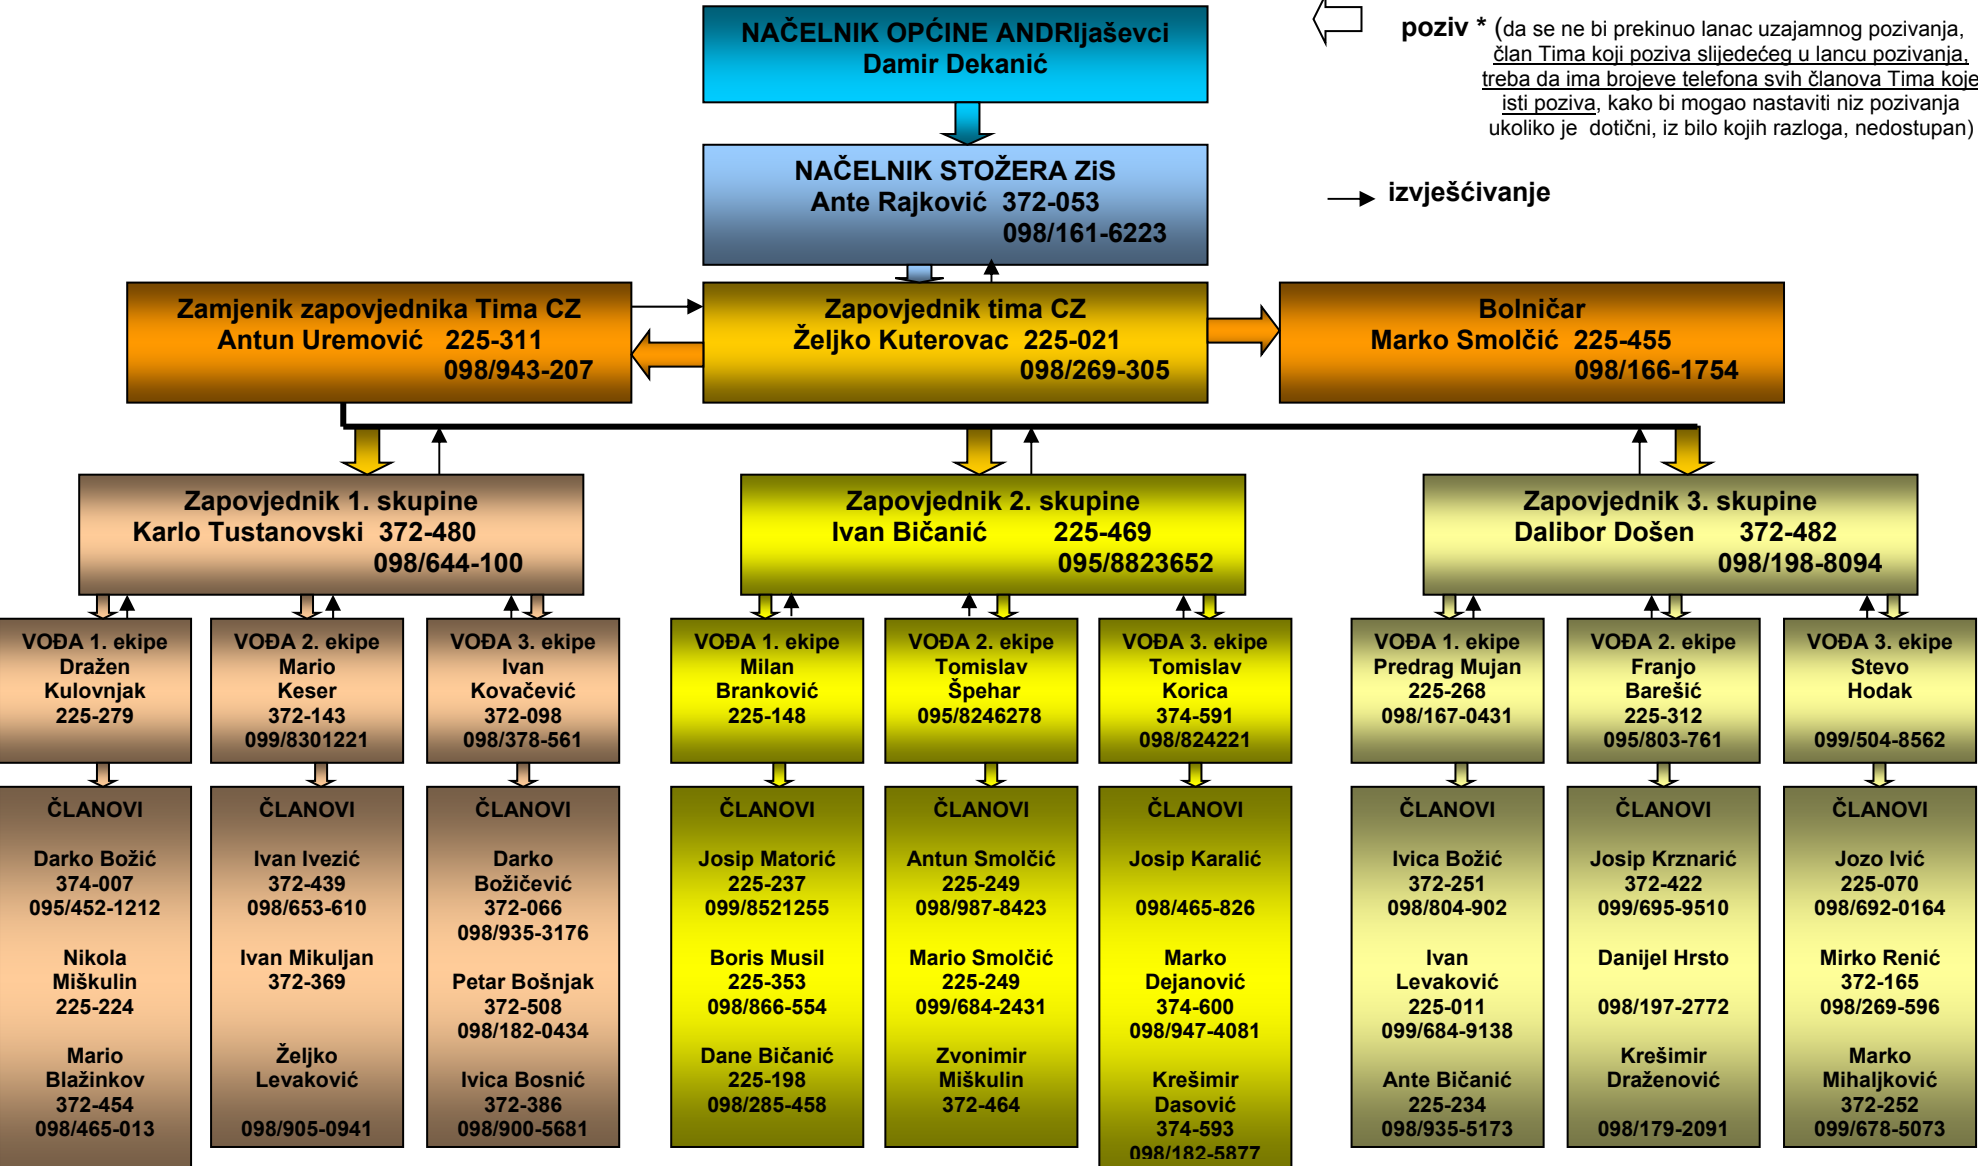 NAČELNIK OPĆINE ANDRIjaševci
Damir Dekanić
poziv * (da se ne bi prekinuo lanac uzajamnog pozivanja,
član Tima koji poziva slijedećeg u lancu pozivanja,
treba da ima brojeve telefona svih članova Tima koje
isti poziva, kako bi mogao nastaviti niz pozivanja
ukoliko je dotični, iz bilo kojih razloga, nedostupan)
NAČELNIK STOŽERA ZiS
Ante Rajković 372-053
098/161-6223
izvješćivanje
Zamjenik zapovjednika Tima CZ
Antun Uremović 225-311
098/943-207
Zapovjednik tima CZ
Željko Kuterovac 225-021
098/269-305
Bolničar
Marko Smolčić 225-455
098/166-1754
Zapovjednik 1. skupine
Karlo Tustanovski 372-480
098/644-100
Zapovjednik 2. skupine
Ivan Bičanić 225-469
095/8823652
Zapovjednik 3. skupine
Dalibor Došen 372-482
098/198-8094
VOĐA 1. ekipe
Dražen
Kulovnjak
225-279
VOĐA 2. ekipe
Mario
Keser
372-143
099/8301221
VOĐA 3. ekipe
Ivan
Kovačević
372-098
098/378-561
VOĐA 1. ekipe
Milan
Branković
225-148
VOĐA 2. ekipe
Tomislav
Špehar
095/8246278
VOĐA 3. ekipe
Tomislav
Korica
374-591
098/824221
VOĐA 1. ekipe
Predrag Mujan
225-268
098/167-0431
VOĐA 2. ekipe
Franjo
Barešić
225-312
095/803-761
VOĐA 3. ekipe
Stevo
Hodak
099/504-8562
ČLANOVI
Darko Božić
374-007
095/452-1212
Nikola
Miškulin
225-224
Mario
Blažinkov
372-454
098/465-013
ČLANOVI
Ivan Ivezić
372-439
098/653-610
Ivan Mikuljan
372-369
Željko
Levaković
098/905-0941
ČLANOVI
Darko
Božičević
372-066
098/935-3176
Petar Bošnjak
372-508
098/182-0434
Ivica Bosnić
372-386
098/900-5681
ČLANOVI
Josip Matorić
225-237
099/8521255
Boris Musil
225-353
098/866-554
Dane Bičanić
225-198
098/285-458
ČLANOVI
Antun Smolčić
225-249
098/987-8423
Mario Smolčić
225-249
099/684-2431
Zvonimir
Miškulin
372-464
ČLANOVI
Josip Karalić
098/465-826
Marko
Dejanović
374-600
098/947-4081
Krešimir
Dasović
374-593
098/182-5877
ČLANOVI
Ivica Božić
372-251
098/804-902
Ivan
Levaković
225-011
099/684-9138
Ante Bičanić
225-234
098/935-5173
ČLANOVI
Josip Krznarić
372-422
099/695-9510
Danijel Hrsto
098/197-2772
Krešimir
Draženović
098/179-2091
ČLANOVI
Jozo Ivić
225-070
098/692-0164
Mirko Renić
372-165
098/269-596
Marko
Mihaljković
372-252
099/678-5073